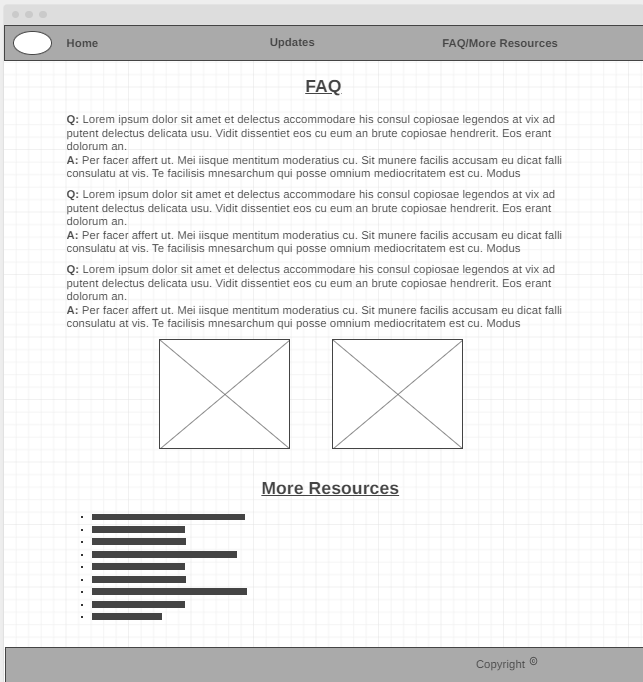 Home Updates FAQ/More Resources
FAQ
Q: Lorem ipsum dolor sit amet et delectus accommodare his consul copiosae legendos at vix ad
putent delectus delicata usu. Vidit dissentiet eos cu eum an brute copiosae hendrerit. Eos erant
dolorum an.
A: Per facer affert ut. Mei iisque mentitum moderatius cu. Sit munere facilis accusam eu dicat falli
consulatu at vis. Te facilisis mnesarchum qui posse omnium mediocritatem est cu. Modus
Q: Lorem ipsum dolor sit amet et delectus accommodare his consul copiosae legendos at vix ad
putent delectus delicata usu. Vidit dissentiet eos cu eum an brute copiosae hendrerit. Eos erant
dolorum an.
A: Per facer affert ut. Mei iisque mentitum moderatius cu. Sit munere facilis accusam eu dicat falli
consulatu at vis. Te facilisis mnesarchum qui posse omnium mediocritatem est cu. Modus
Q: Lorem ipsum dolor sit amet et delectus accommodare his consul copiosae legendos at vix ad
putent delectus delicata usu. Vidit dissentiet eos cu eum an brute copiosae hendrerit. Eos erant
dolorum an.
A: Per facer affert ut. Mei iisque mentitum moderatius cu. Sit munere facilis accusam eu dicat falli
consulatu at vis. Te facilisis mnesarchum qui posse omnium mediocritatem est cu. Modus
More Resources
Copyright ©